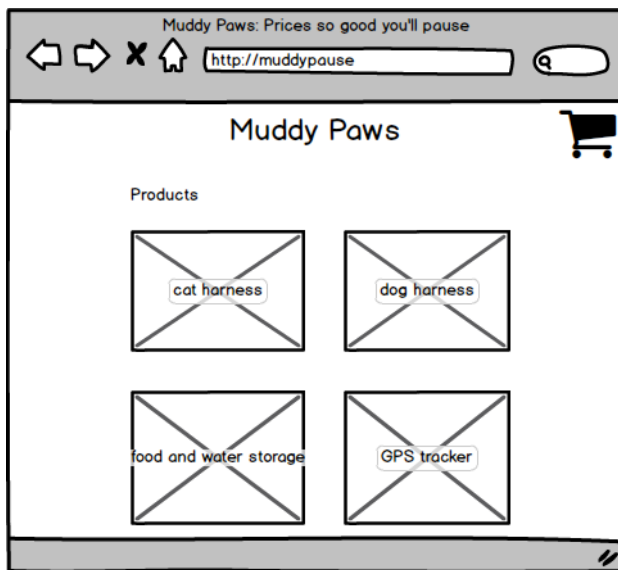 Muddy Paws: Prices so good you'll pause
http://muddypause
Muddy Paws
Products
cat harness
dog harness
food and water storage
GPS tracker